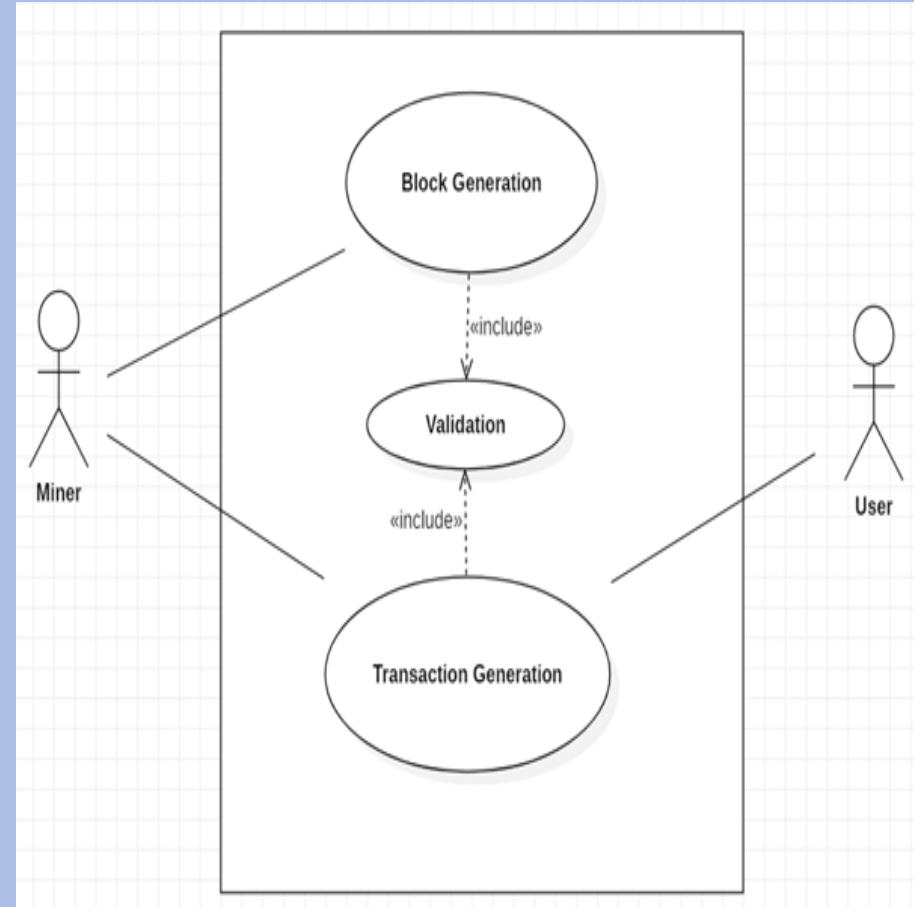 Block Generation
«include»
Validation
Miner
User
«include»
Transaction Generation